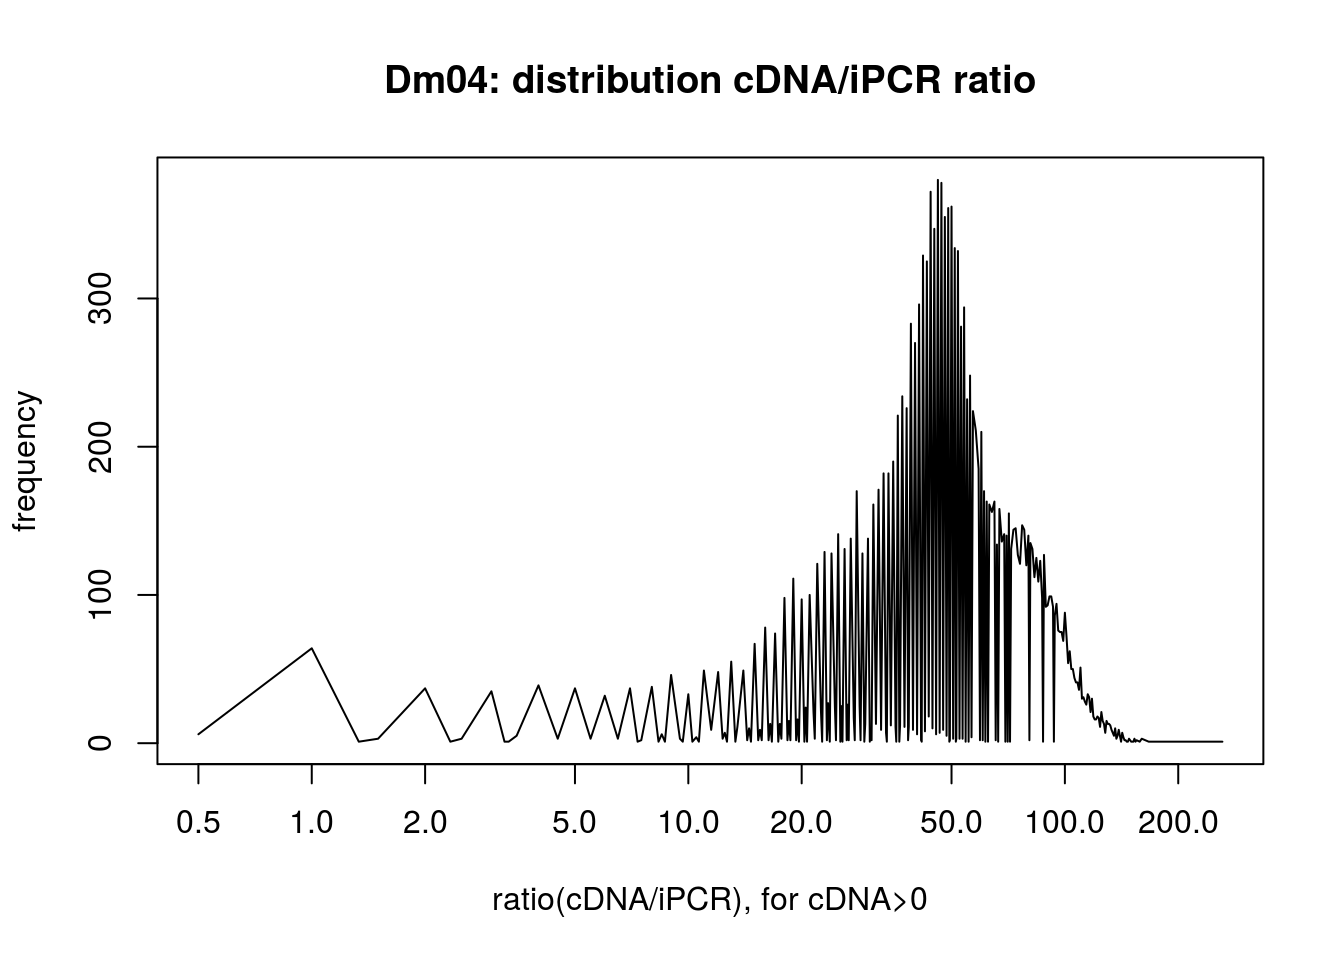 Dm04: distribution cDNA/iPCR ratio
frequency
300
200
100
0
0.5 1.0 2.0 5.0 10.0 20.0 50.0 100.0 200.0
ratio(cDNA/iPCR), for cDNA>0